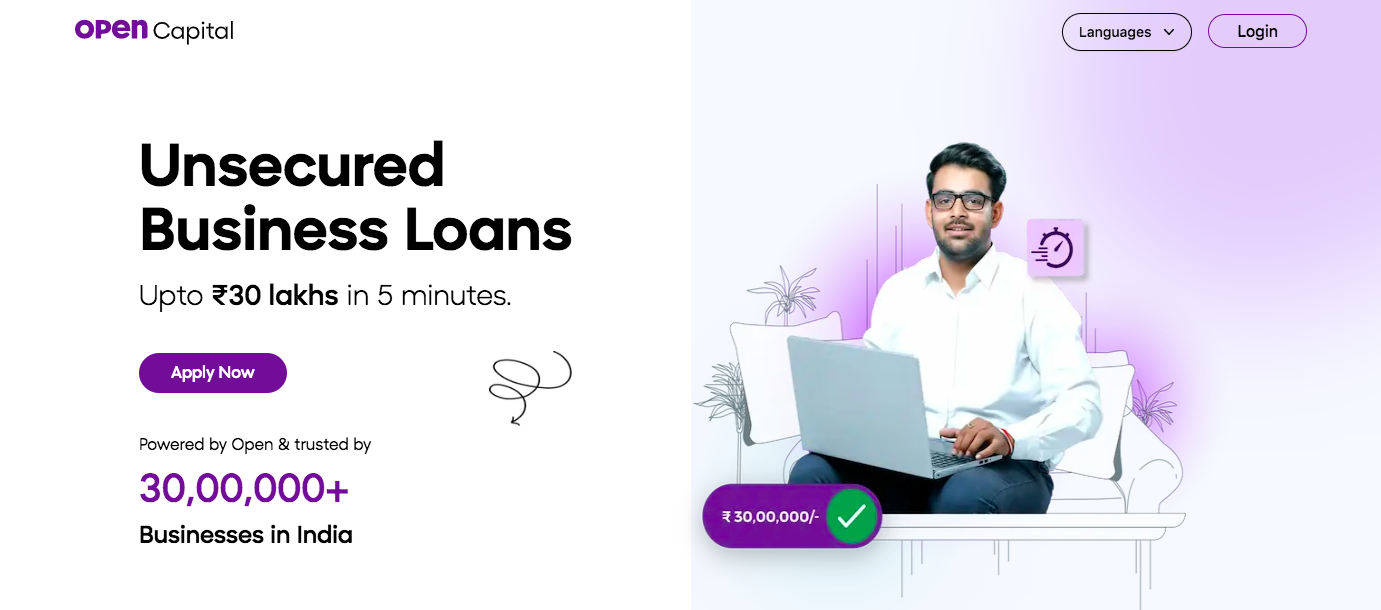 OPEN Capital
Languages
Login
Unsecured
Business Loans
Upto ₹30 lakhs in 5 minutes.
Apply Now
Powered by Open & trusted by
30,00,000+
Businesses in India
₹ 30,00,000/-